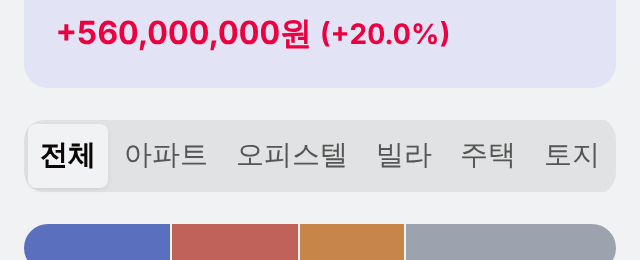 +560,000,000원 (+20.0%)
전체 아파트 오피스텔 빌라 주택 토지